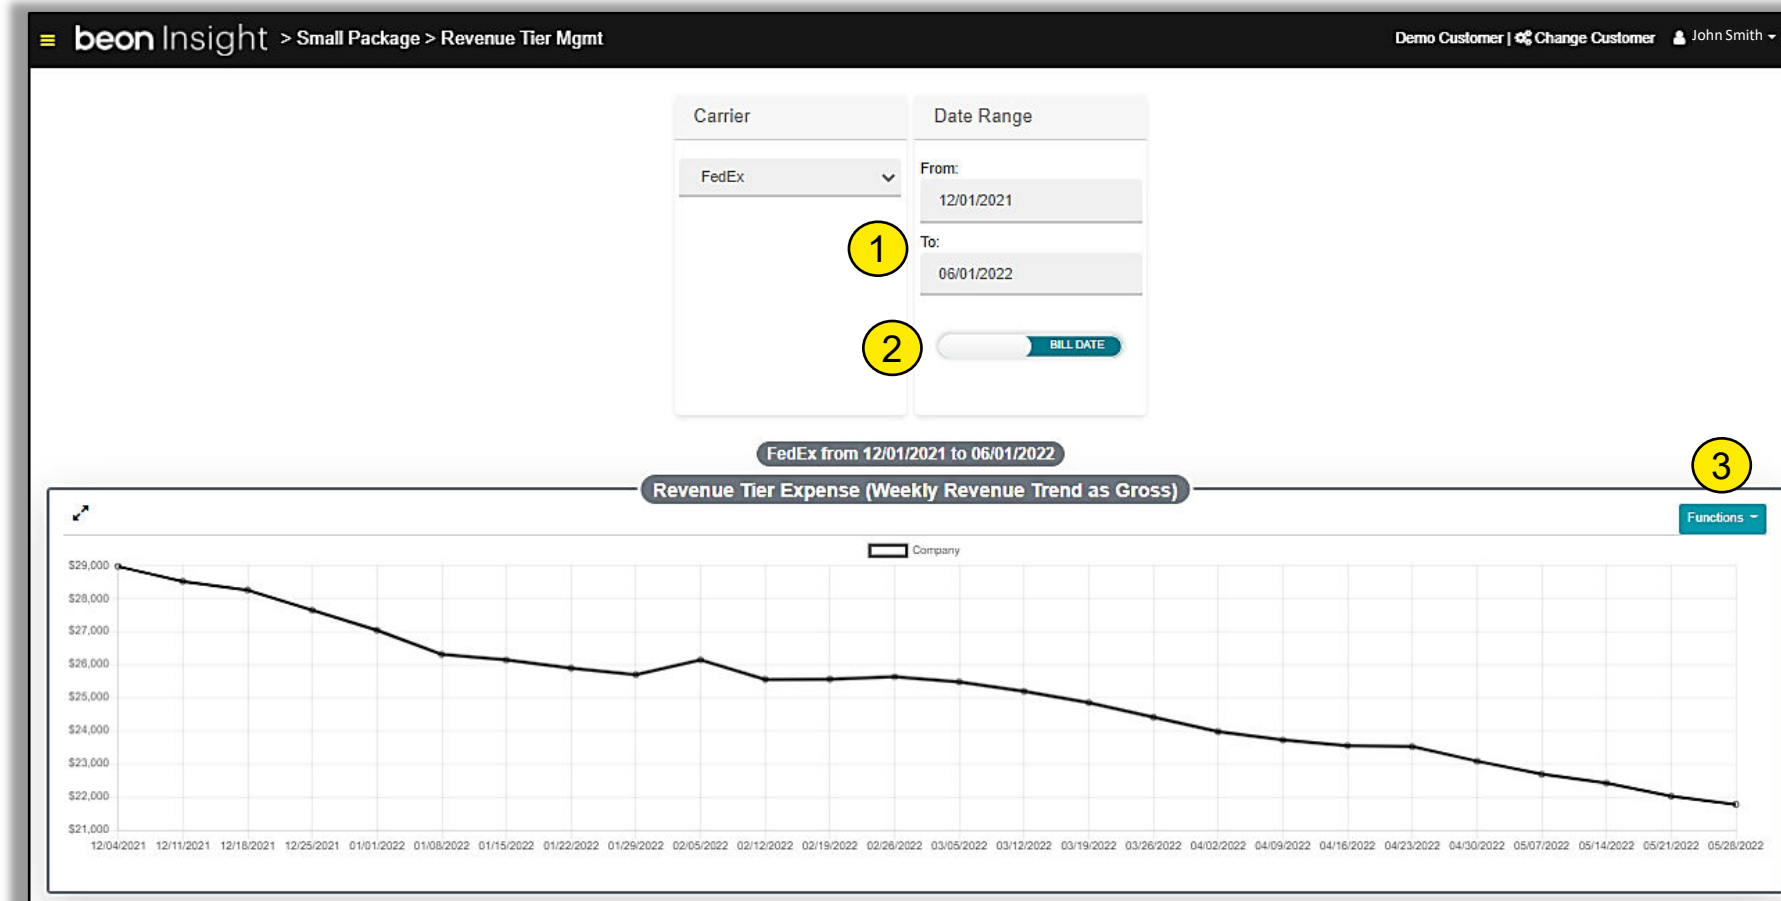 beon Insight > Small Package > Revenue Tier Mgmt
Demo Customer | Change Customer John Smith
Carrier
Date Range
FedEx
From:
12/01/2021
1
To:
06/01/2022
2
BILL DATE
FedEx from 12/01/2021 to 06/01/2022
3
Revenue Tier Expense (Weekly Revenue Trend as Gross)
Functions
Company
$29,000
$28,000
$27,000
$26,000
$25,000
$24,000
$23,000
$22,000
$21,000
12/04/2021 12/11/2021 12/18/2021 12/25/2021 01/01/2022 01/08/2022 01/15/2022 01/22/2022 01/29/2022 02/05/2022 02/12/2022 02/19/2022 02/26/2022 03/05/2022 03/12/2022 03/19/2022 03/26/2022 04/02/2022 04/09/2022 04/16/2022 04/23/2022 04/30/2022 05/07/2022 05/14/2022 05/21/2022 05/28/2022